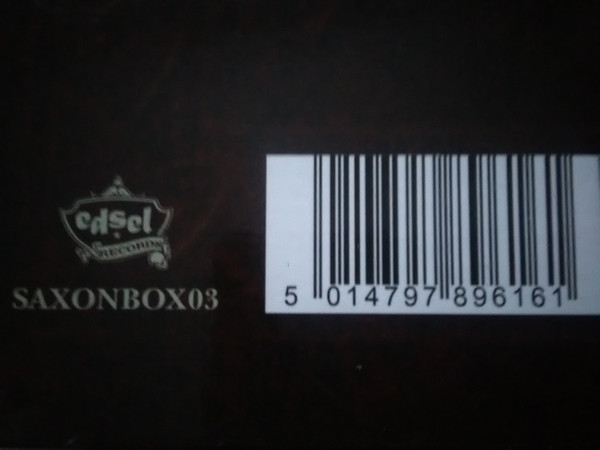 edsel
RECORDS
SAXONBOX03
5 014797 896161